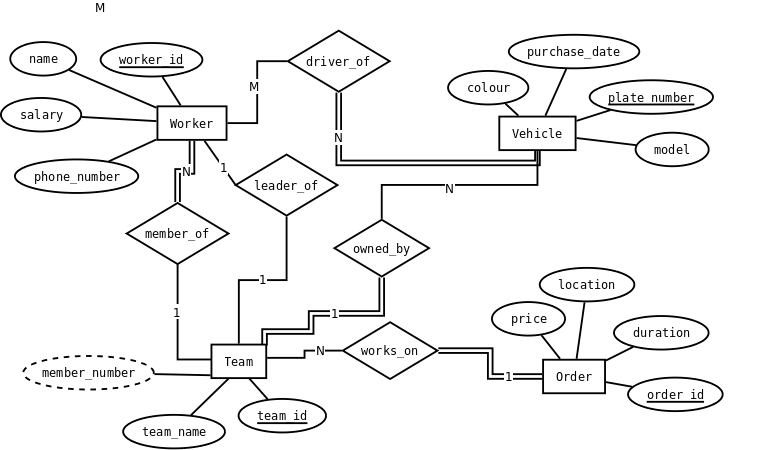 M
name
worker_id
driver_of
purchase_date
colour
plate_number
M
salary
Worker
Vehicle
N
model
1
N
phone_number
leader_of
N
member_of
owned_by
1
location
1
1
price
duration
Team
N
works_on
member_number
1
Order
order_id
team_name
team_id